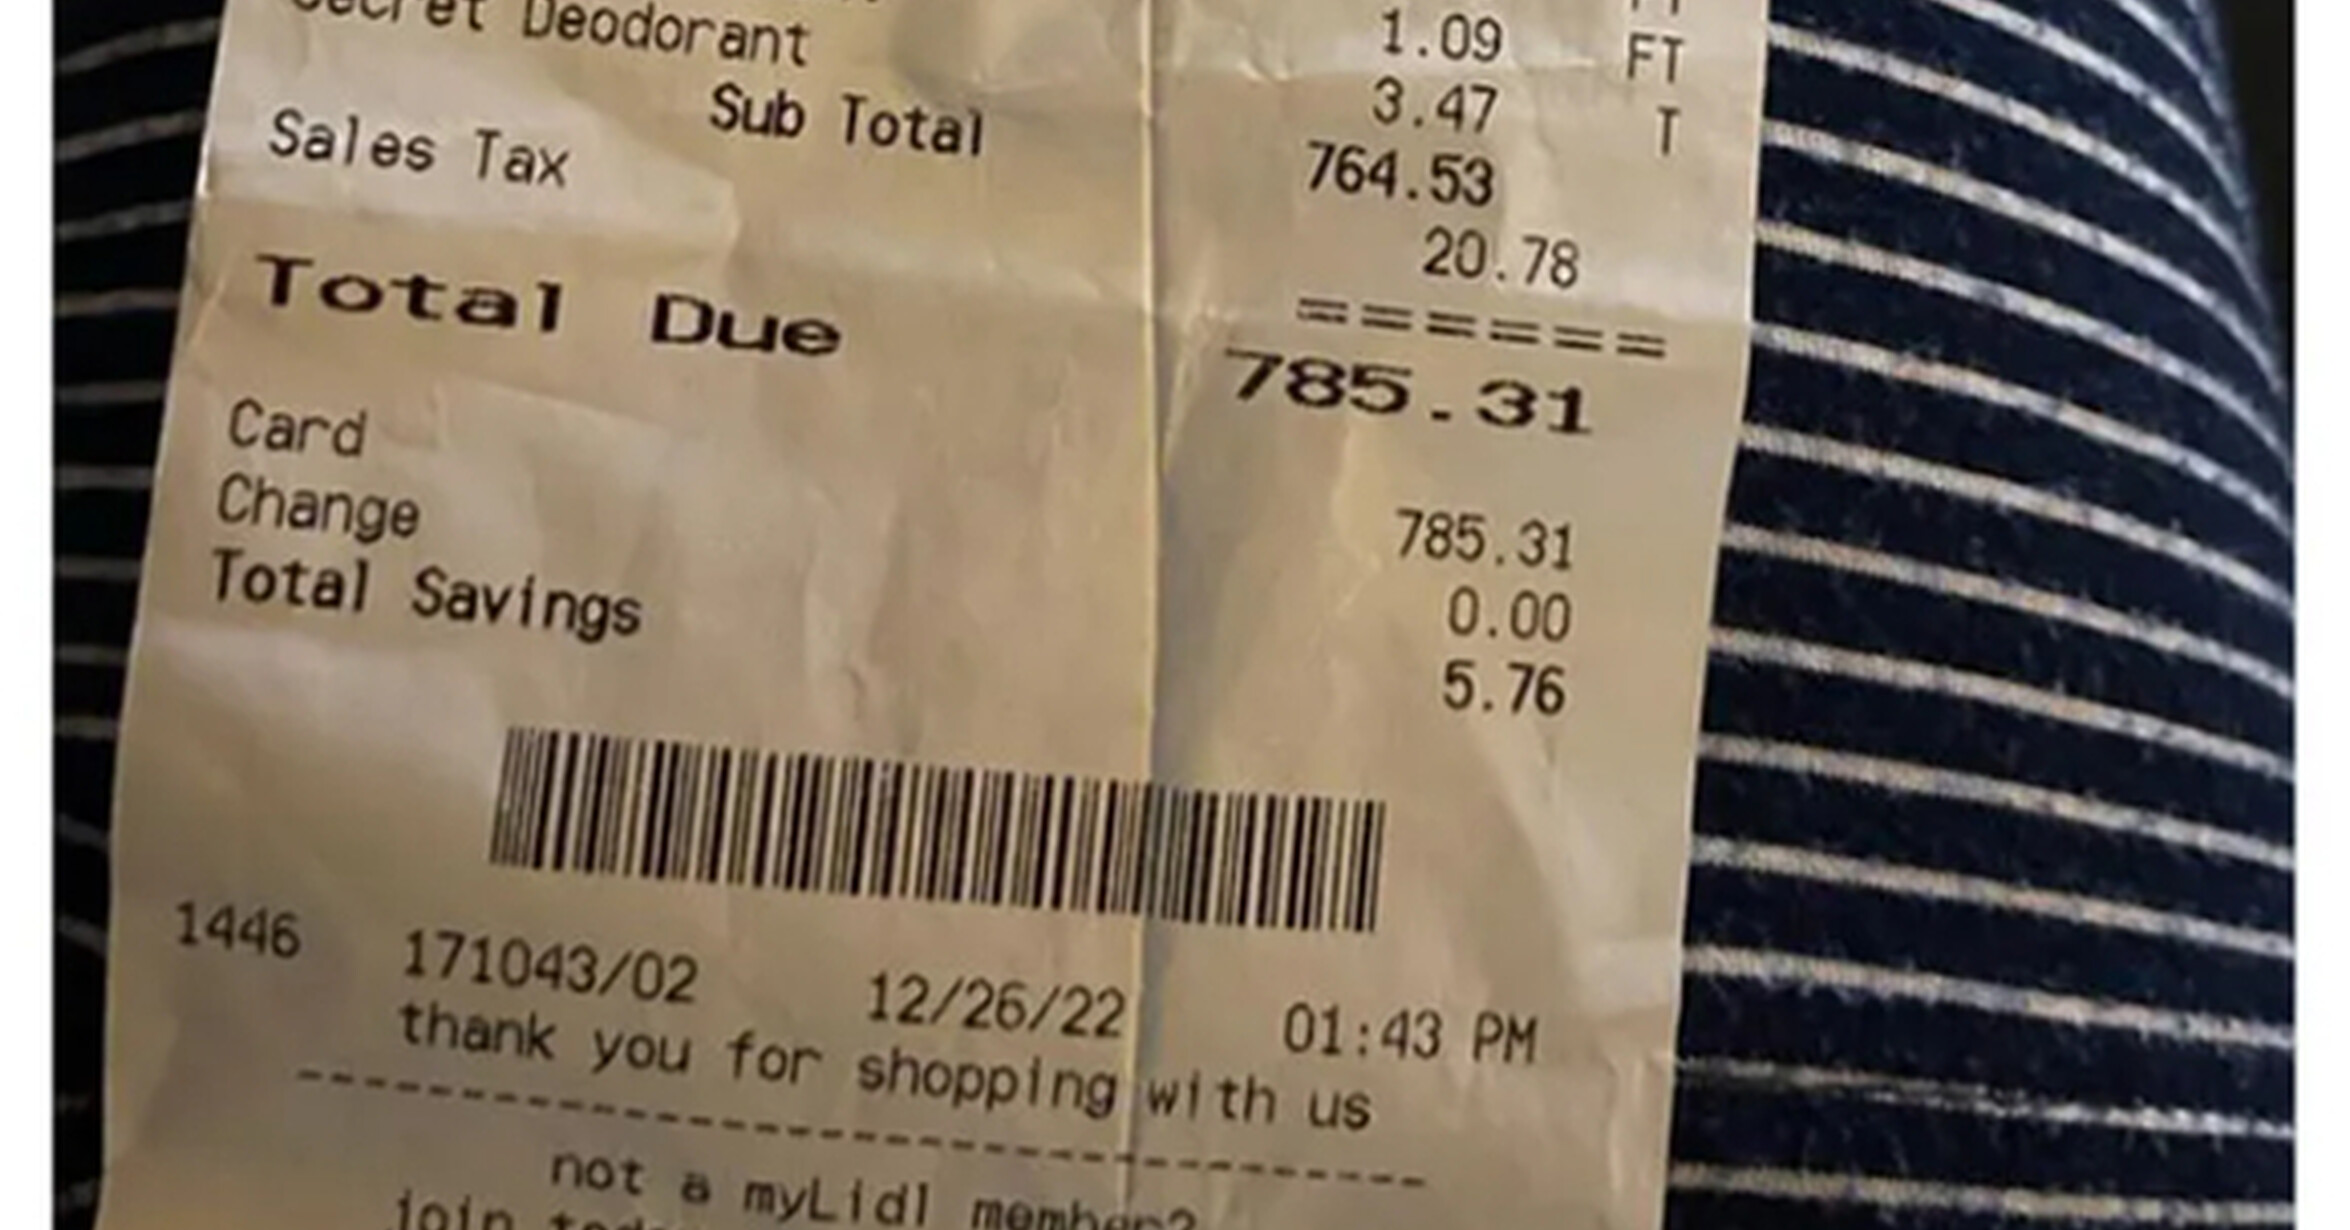 1.09 FT
Secret Deodorant 3.47 T
Sub Total 764.53
Sales Tax 20.78
======
Total Due 785.31
Card 785.31
Change 0.00
Total Savings 5.76
1446 171043/02 12/26/22 01:43 PM
thank you for shopping with us
--------------------------------
not a myLidl member?
join